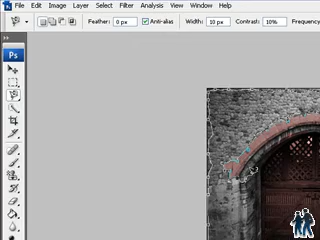 File Edit Image Layer Select Filter Analysis View Window Help
Feather: 0 px Anti-alias Width: 10 px Contrast: 10% Frequency
Ps